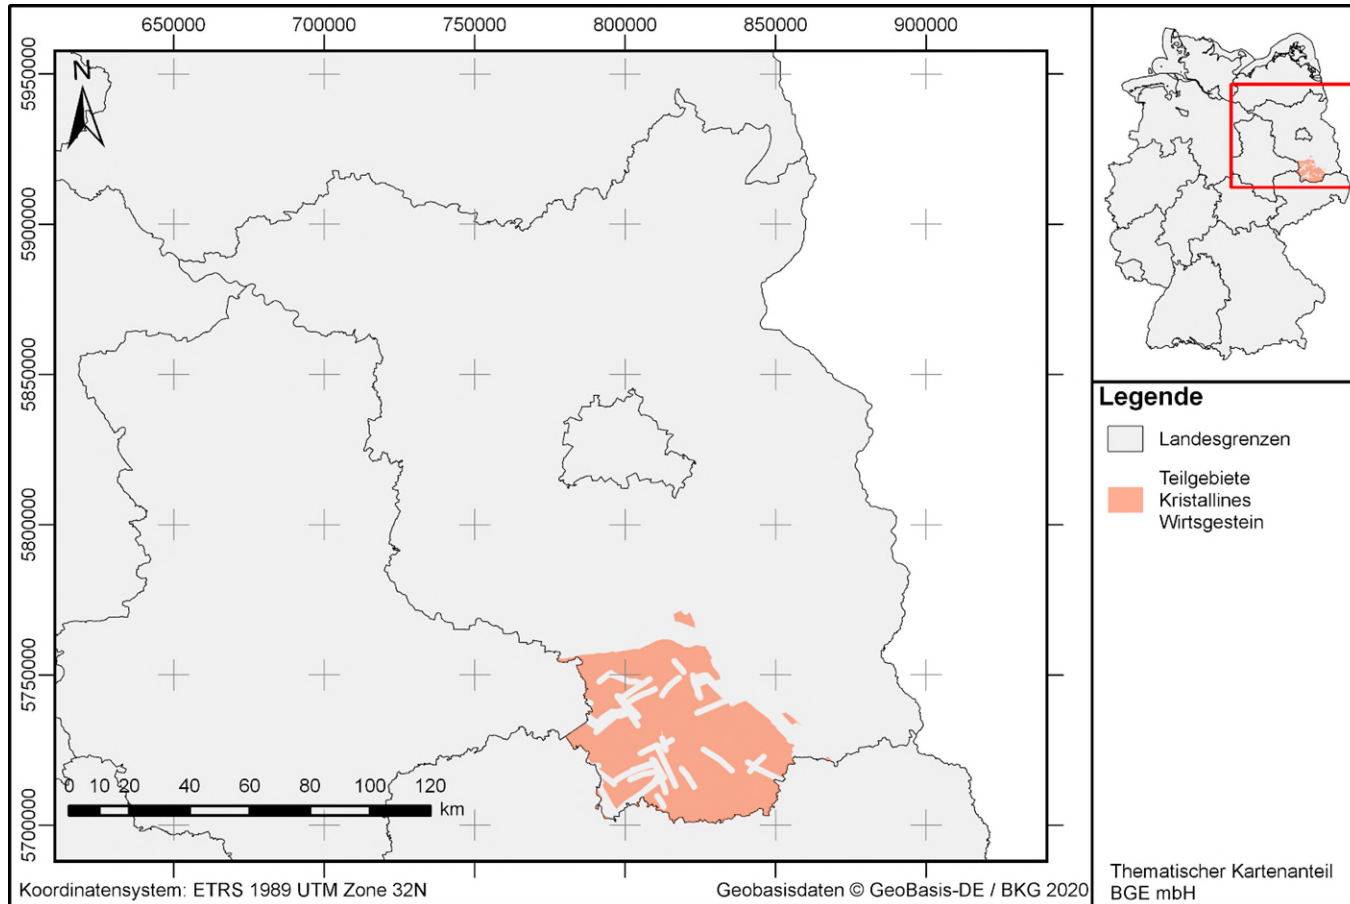 650000 700000 750000 800000 850000 900000
5950000
5900000
5850000
5800000
5750000
5700000
N
0 10 20 40 60 80 100 120
km
Koordinatensystem: ETRS 1989 UTM Zone 32N
Geobasisdaten © GeoBasis-DE / BKG 2020
Legende
Landesgrenzen
Teilgebiete
Kristallines
Wirtsgestein
Thematischer Kartenanteil
BGE mbH